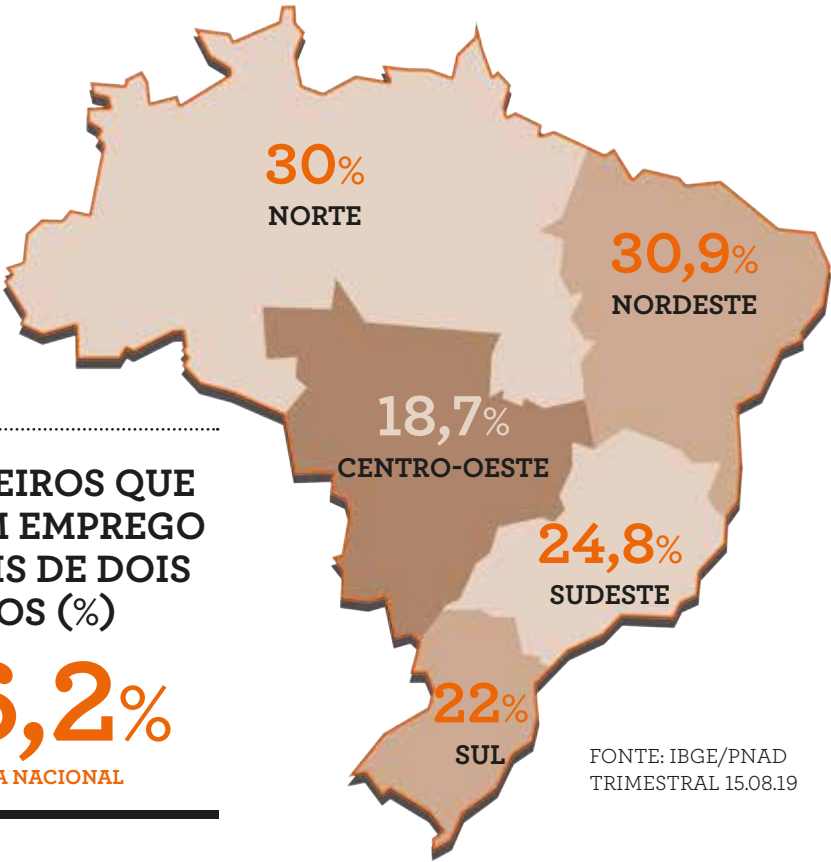 30%
NORTE
30,9%
NORDESTE
18,7%
CENTRO-OESTE
EIROS QUE
EMPREGO
IS DE DOIS
OS (%)
6,2%
A NACIONAL
24,8%
SUDESTE
22%
SUL
FONTE: IBGE/PNAD
TRIMESTRAL 15.08.19